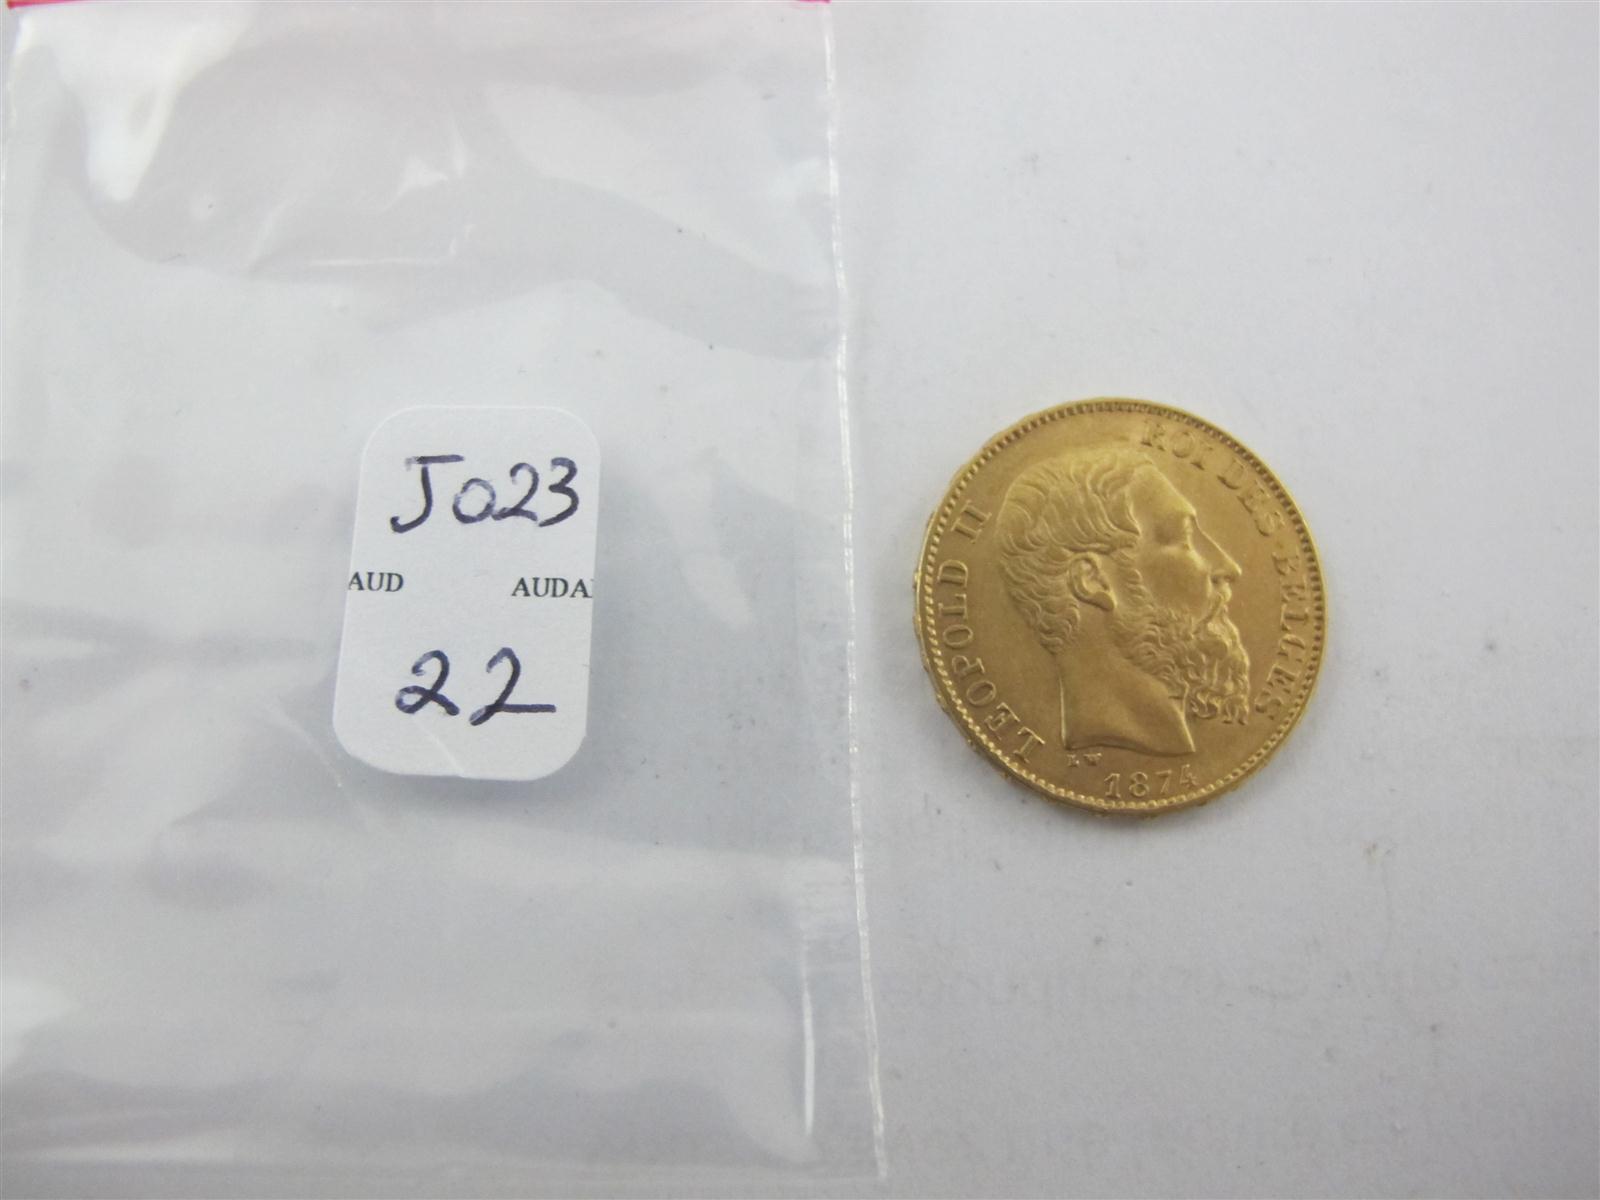 J023
AUD AUDA
22
LEOPOLD II ROI DES BELGES
L W
1874